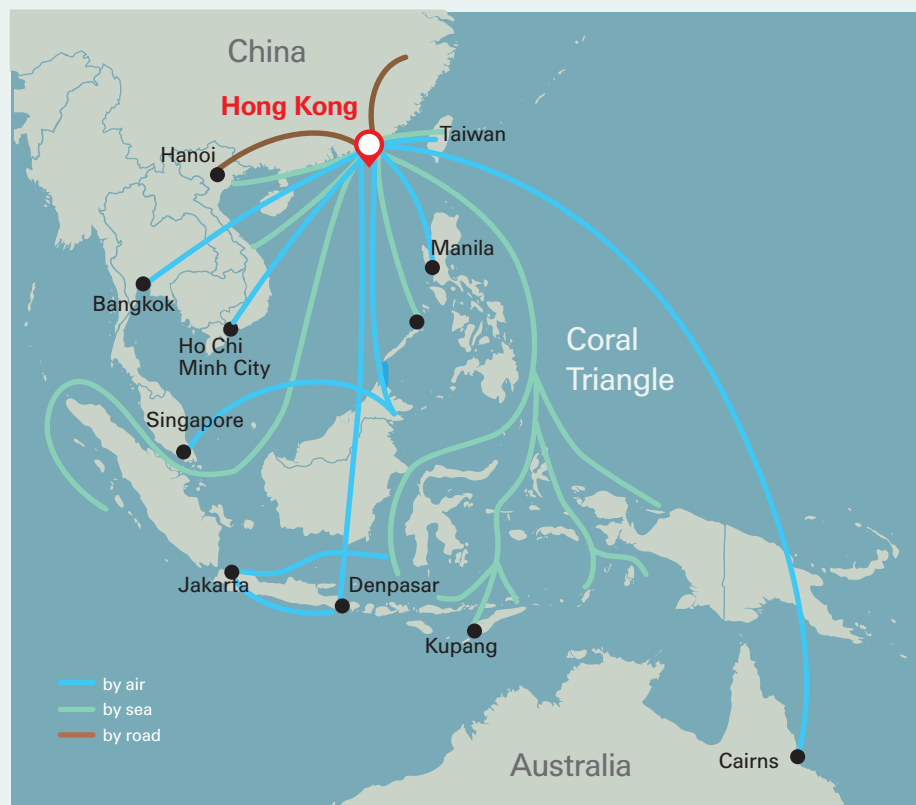 China
Hong Kong
Taiwan
Hanoi
Manila
Bangkok
Ho Chi
Minh City
Coral
Triangle
Singapore
Jakarta
Denpasar
Kupang
by air
by sea
by road
Australia
Cairns